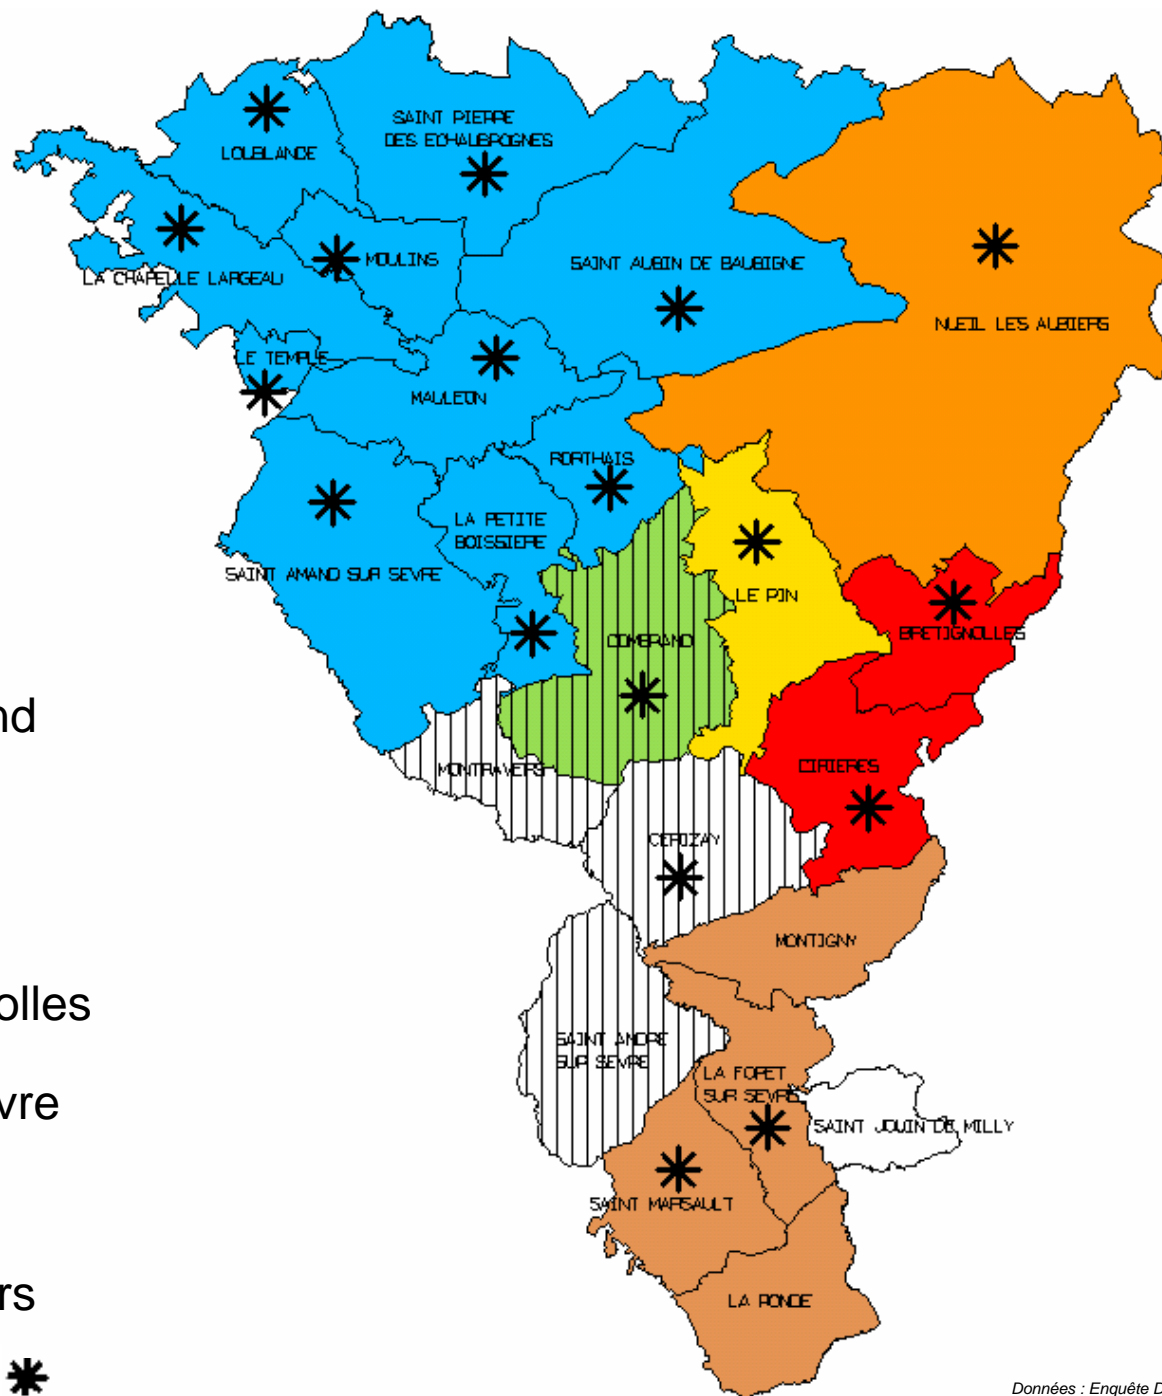 LOUBLANDE
SAINT PIERRE
DES ECHAUBROGNES
LA CHAPELLE LARGEAU
MOULINS
SAINT AUBIN DE BAUBIGNE
NUEIL LES AUBIERS
LE TEMPLE
MAULEON
RORTHAIS
LA PETITE
BOISSIERE
SAINT AMAND SUR SEVRE
LE PIN
BRETIGNOLLES
COMBRAND
nd
MONTRAVERS
CIRIERES
CERIZAY
MONTIGNY
olles
SAINT ANDRE
SUR SEVRE
LA FORET
SUR SEVRE
vre
SAINT JOUIN DE MILLY
SAINT MARSAULT
LA RONDE
rs
Données : Enquête D